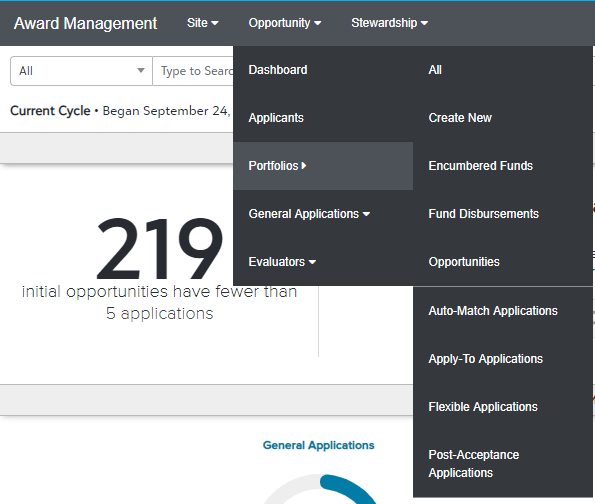 Award Management
Site
Opportunity
Stewardship
All
Type to Searc
Current Cycle • Began September 24,
Dashboard
Applicants
Portfolios
General Applications
Evaluators
All
Create New
Encumbered Funds
Fund Disbursements
Opportunities
Auto-Match Applications
Apply-To Applications
Flexible Applications
Post-Acceptance
Applications
219
initial opportunities have fewer than
5 applications
General Applications